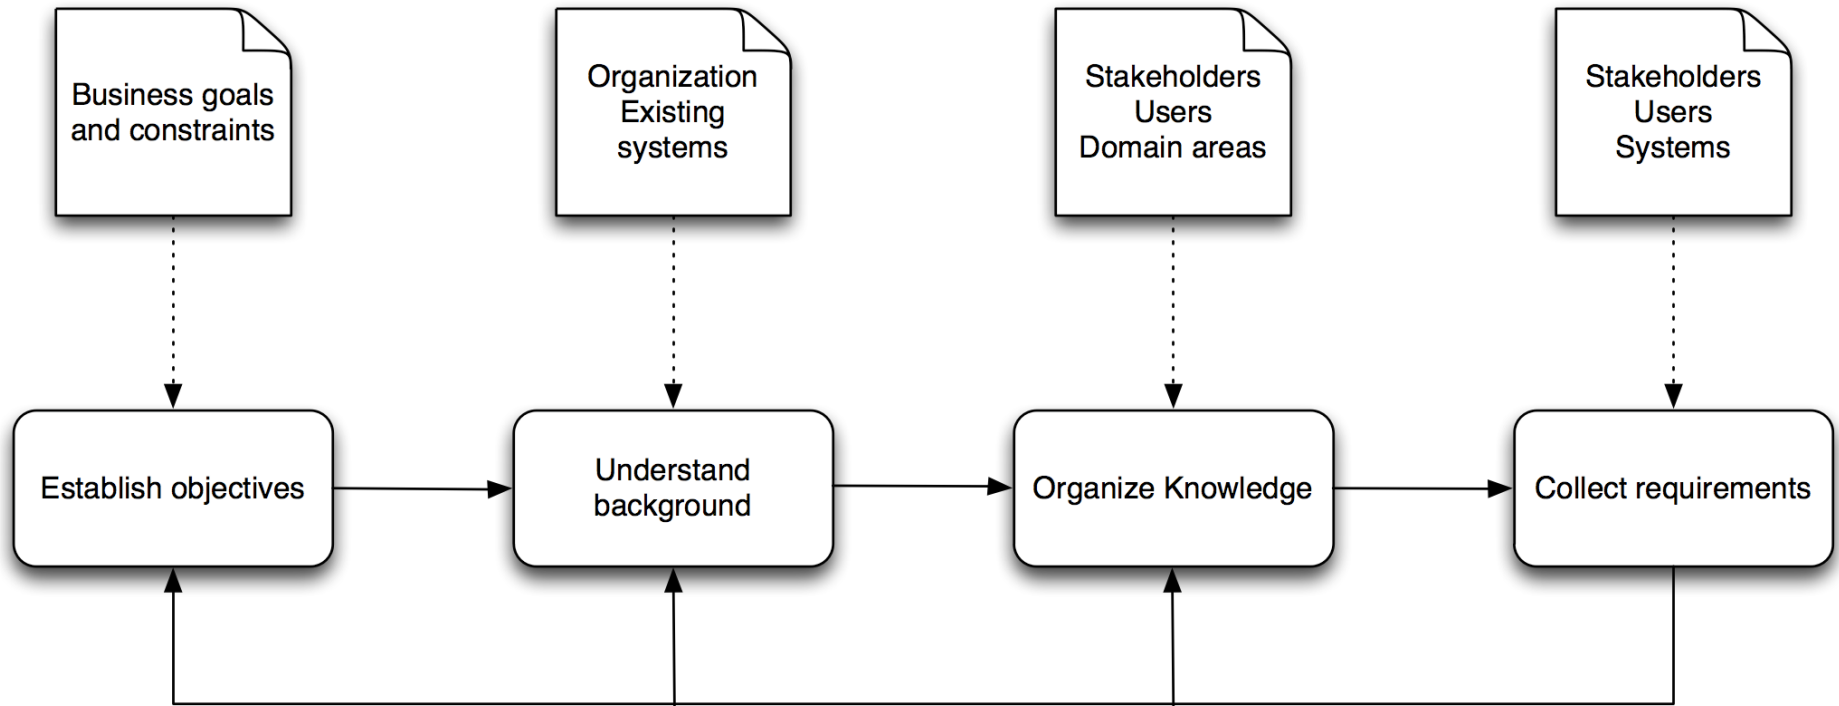 Business goals
and constraints
Organization
Existing
systems
Stakeholders
Users
Domain areas
Stakeholders
Users
Systems
Establish objectives
Understand
background
Organize Knowledge
Collect requirements